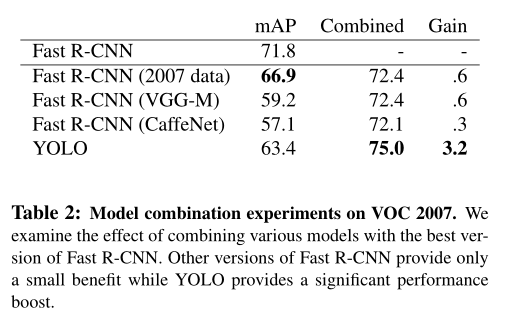 mAP Combined Gain
Fast R-CNN 71.8 - -
Fast R-CNN (2007 data) 66.9 72.4 .6
Fast R-CNN (VGG-M) 59.2 72.4 .6
Fast R-CNN (CaffeNet) 57.1 72.1 .3
YOLO 63.4 75.0 3.2
Table 2: Model combination experiments on VOC 2007. We
examine the effect of combining various models with the best ver-
sion of Fast R-CNN. Other versions of Fast R-CNN provide only
a small benefit while YOLO provides a significant performance
boost.